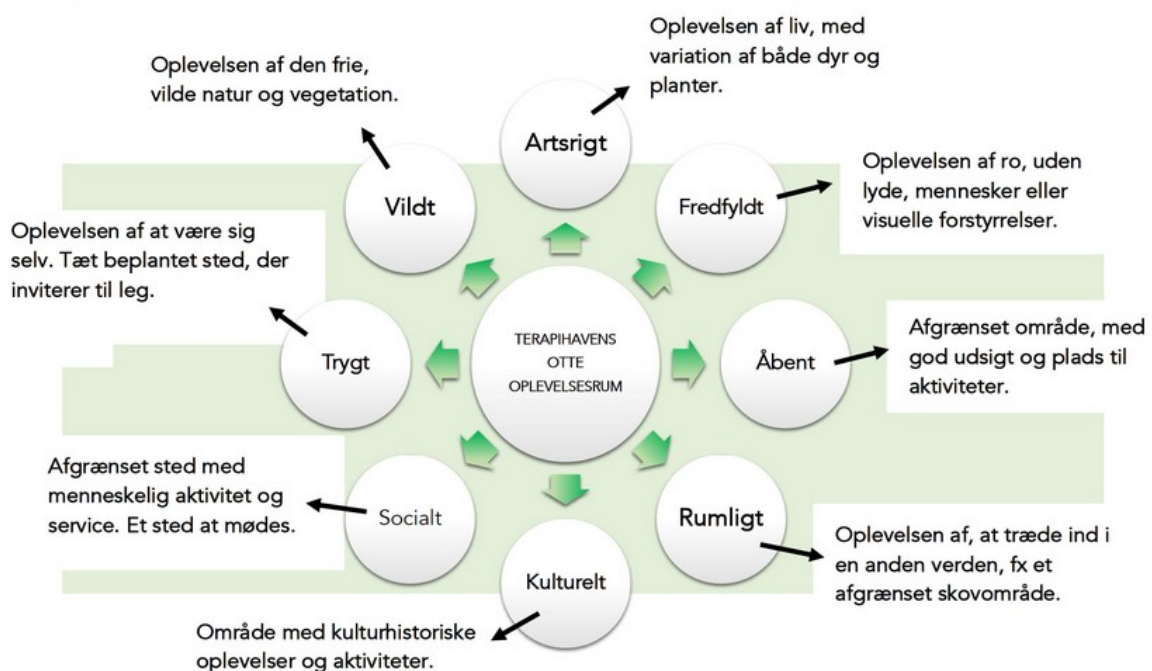 Oplevelsen af liv, med
variation af både dyr og
planter.
Artsrigt
Oplevelsen af den frie,
vilde natur og vegetation.
Vildt
Fredfyldt
Oplevelsen af ro, uden
lyde, mennesker eller
visuelle forstyrrelser.
Oplevelsen af at være sig
selv. Tæt beplantet sted, der
inviterer til leg.
Trygt
TERAPIHAVENS
OTTE
OPLEVELSESRUM
Åbent
Afgrænset område, med
god udsigt og plads til
aktiviteter.
Afgrænset sted med
menneskelig aktivitet og
service. Et sted at mødes.
Socialt
Rumligt
Oplevelsen af, at træde ind i
en anden verden, fx et
afgrænset skovområde.
Kulturelt
Område med kulturhistoriske
oplevelser og aktiviteter.